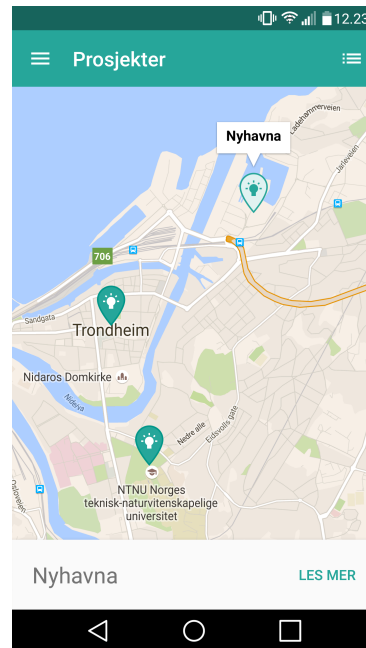 12.23
Prosjekter
Ladehammerveien
Jarleveien
Nyhavna
706
Sandgata
Trondheim
Nidaros Domkirke
Nidelva
Nedre alle
Eidsvolls gate
Osloveien
NTNU Norges
teknisk-naturvitenskapelige
universitet
Nyhavna
LES MER